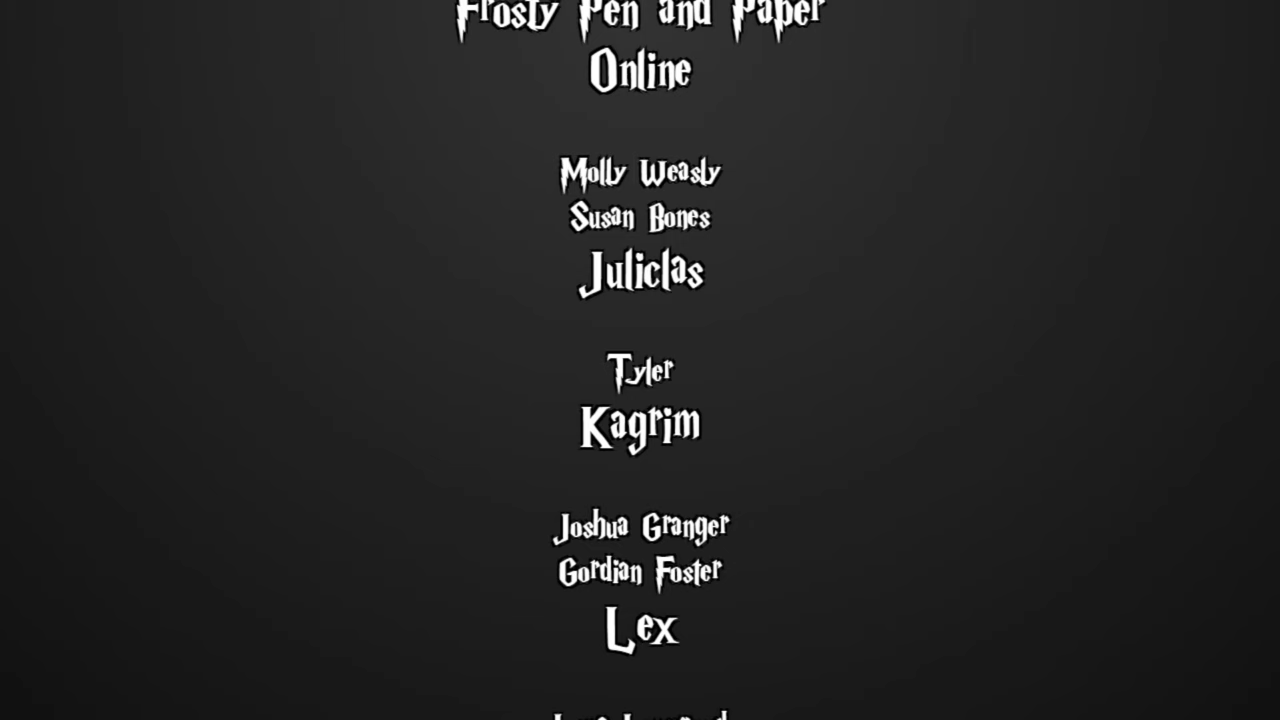 Frosty Pen and Paper
Online
Molly Weasly
Susan Bones
Juliclas
Tyler
Kagrim
Joshua Granger
Gordian Foster
Lex